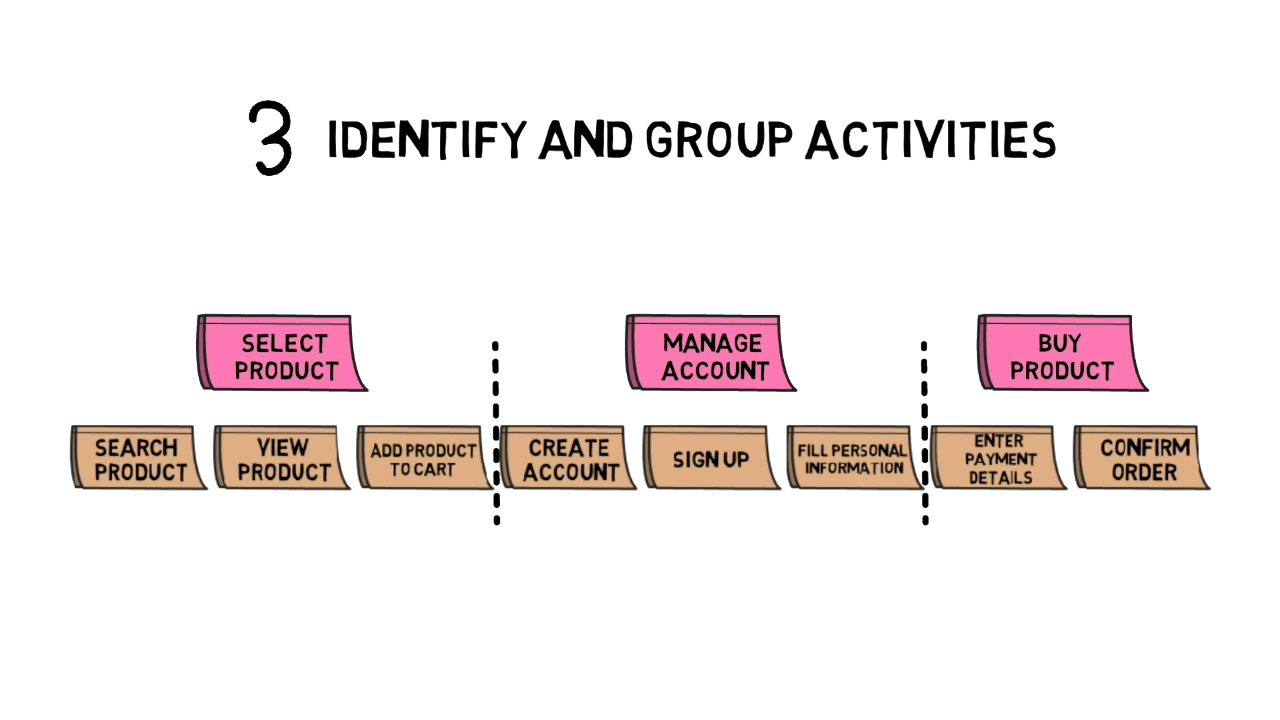 3 IDENTIFY AND GROUP ACTIVITIES
SELECT
PRODUCT
MANAGE
ACCOUNT
BUY
PRODUCT
SEARCH
PRODUCT
VIEW
PRODUCT
ADD PRODUCT
TO CART
CREATE
ACCOUNT
SIGN UP
FILL PERSONAL
INFORMATION
ENTER
PAYMENT
DETAILS
CONFIRM
ORDER